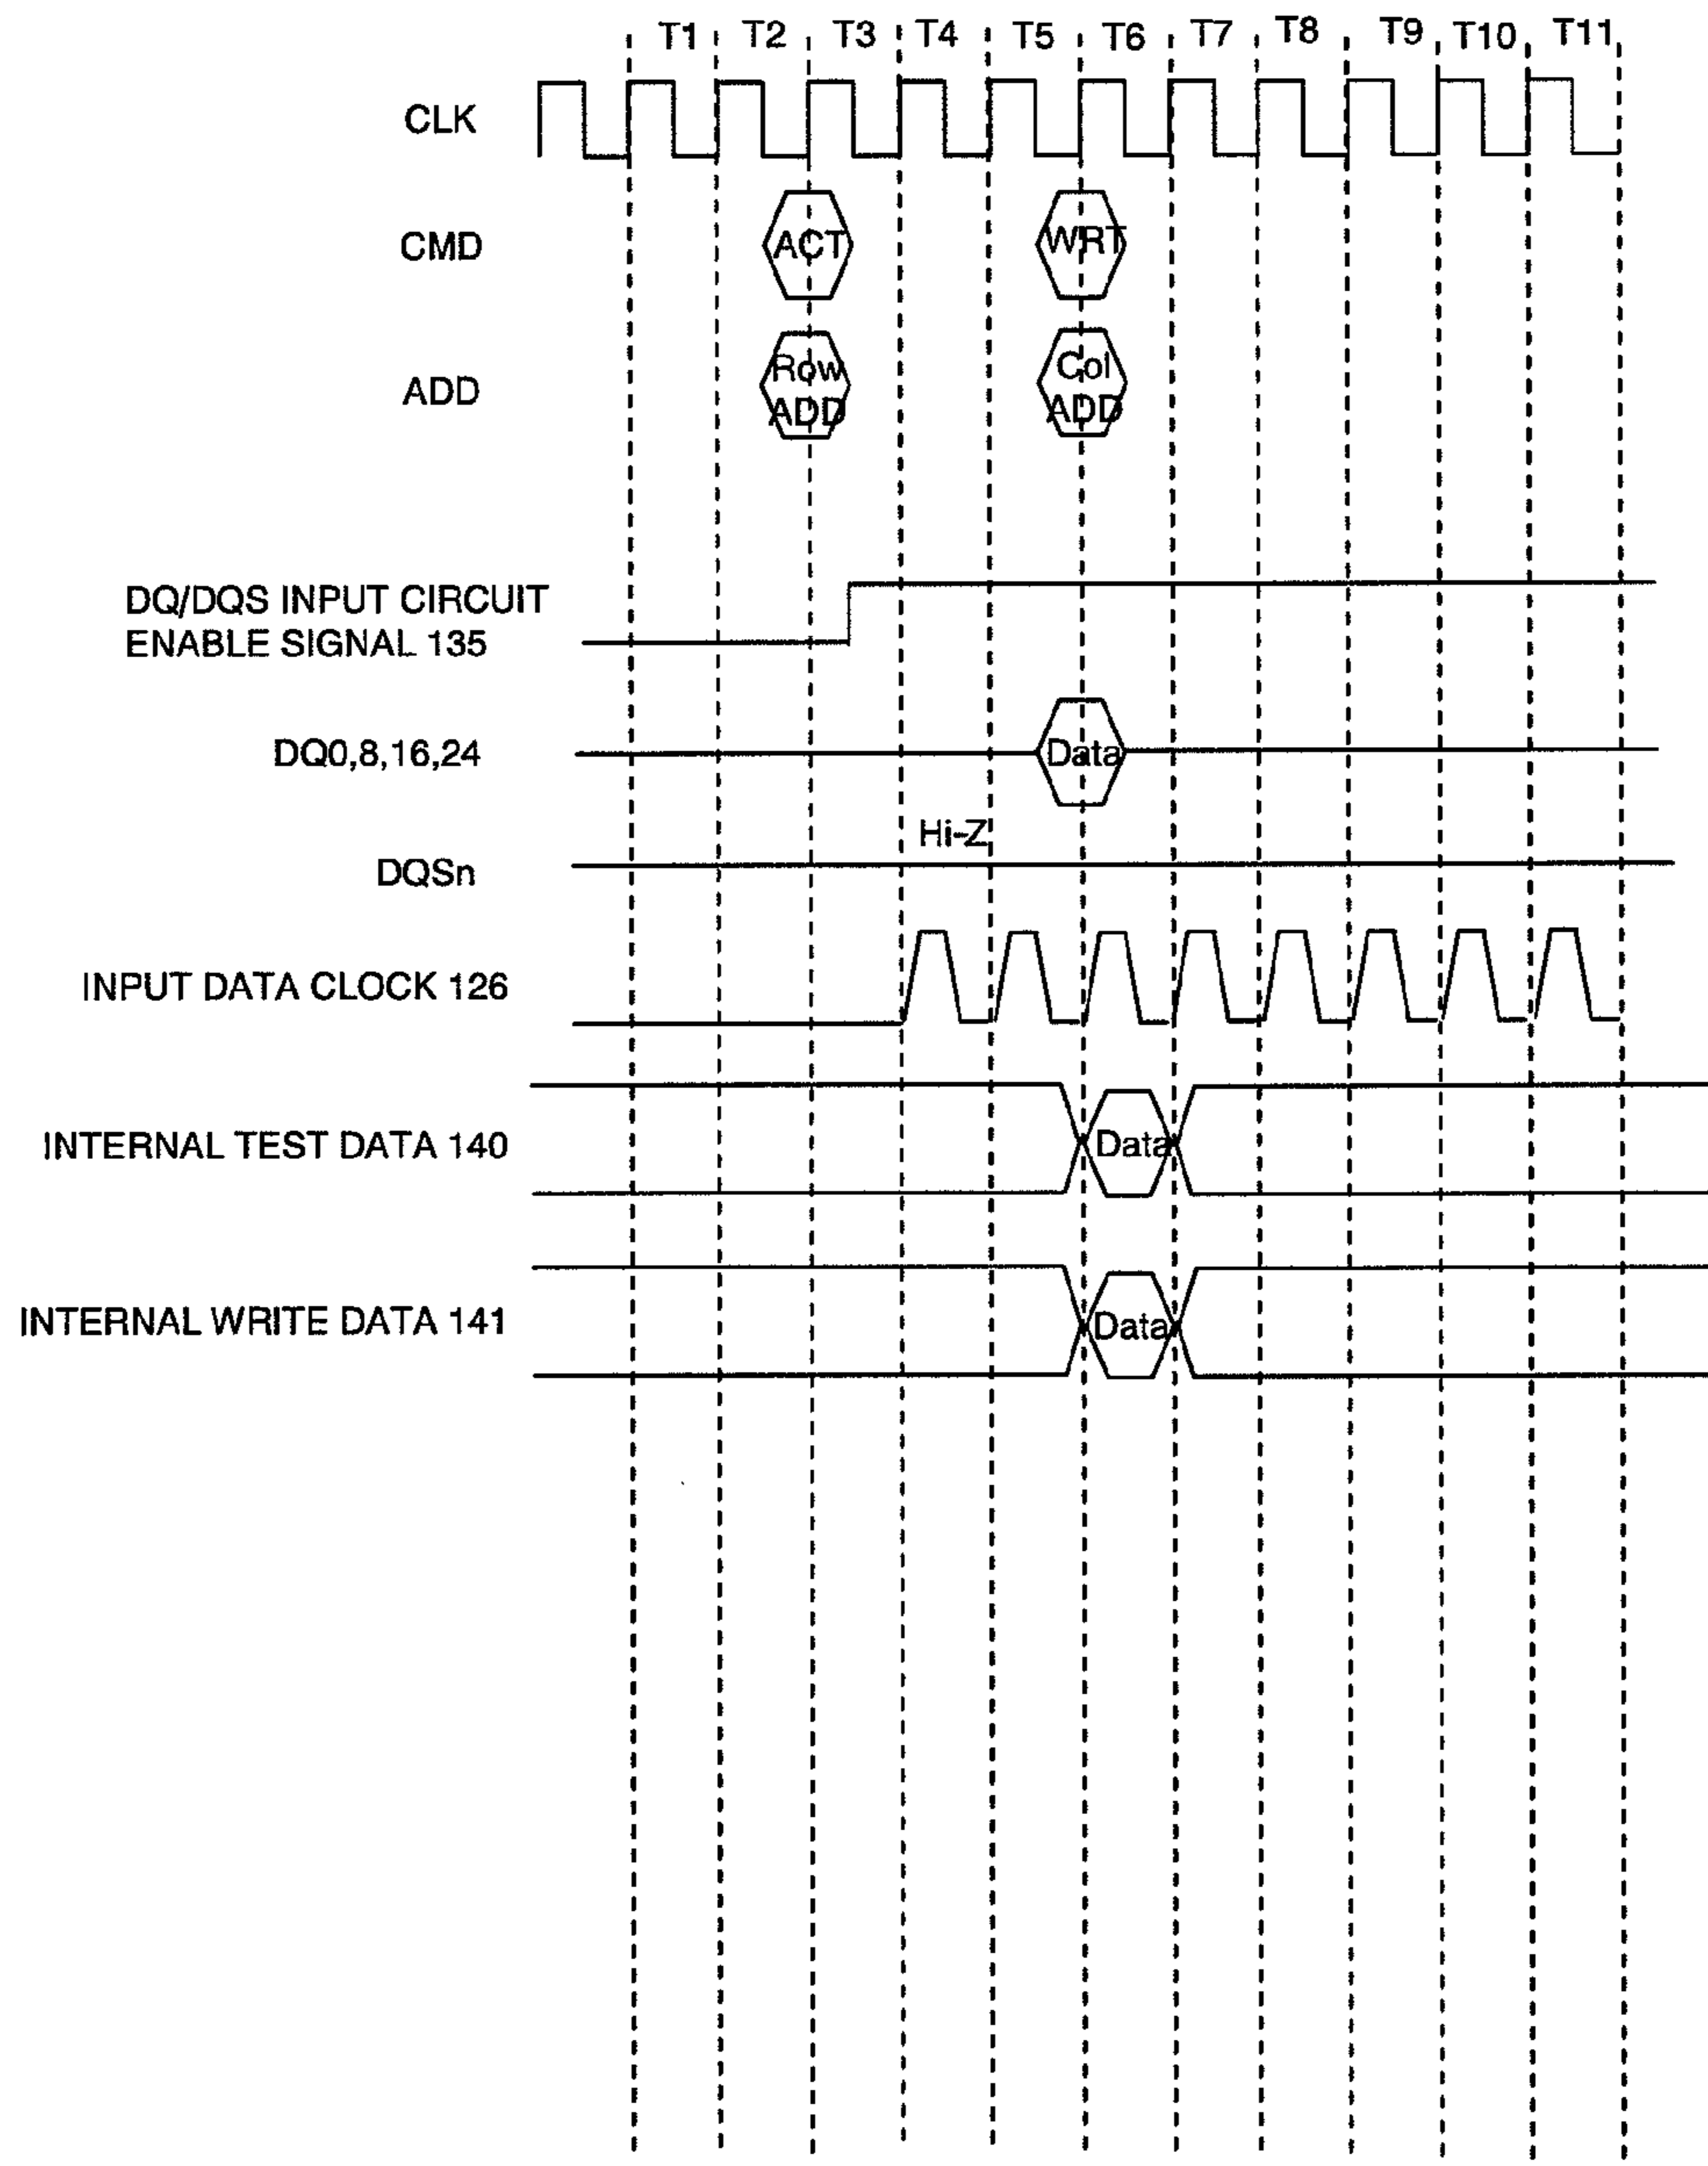 T1 T2 T3 T4 T5 T6 T7 T8 T9 T10 T11
CLK
CMD ACT WRT
ADD Row ADD Col ADD
DQ/DQS INPUT CIRCUIT
ENABLE SIGNAL 135
DQ0,8,16,24 Data
Hi-Z
DQSn
INPUT DATA CLOCK 126
INTERNAL TEST DATA 140 Data
INTERNAL WRITE DATA 141 Data